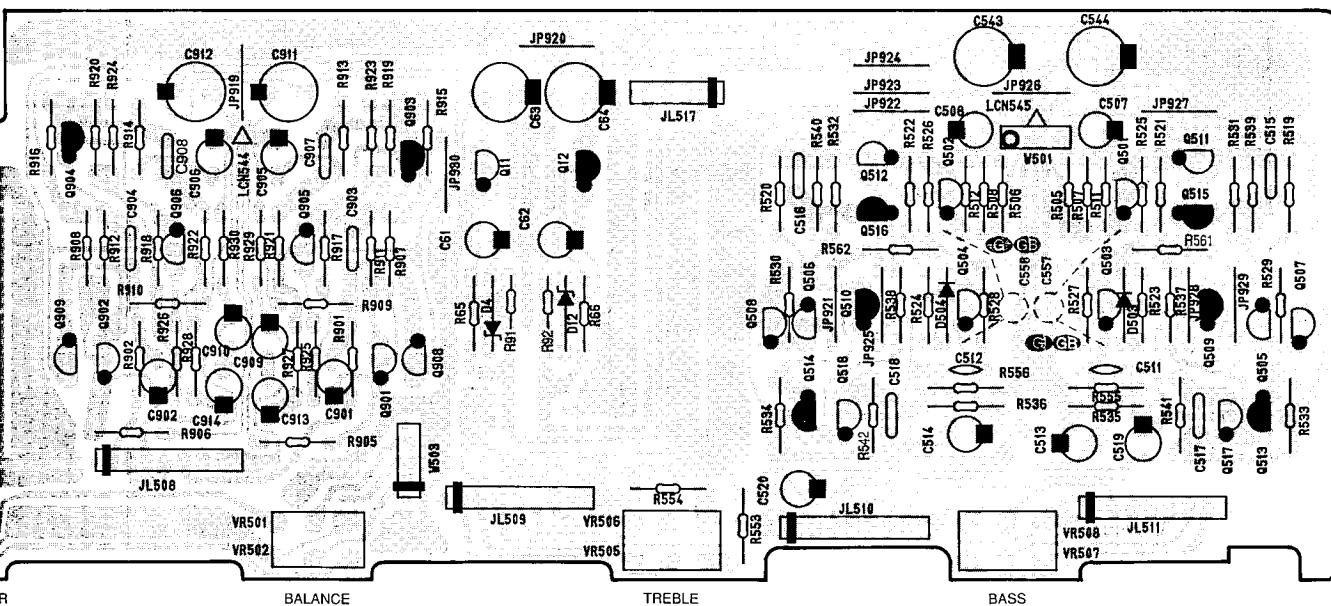 C543 C544
JP920
C912 C911
R920 R924 JP919 R913 R923 R919 Q903 R915
C63 C64 JL517
JP924
JP923
JP922
JP926
LCN545
C508 C507
JP927
R916 Q904 R914 C908 C906 LCN544 C905 C907
JP930 Q11 Q12
R540 R532 R522 R526 Q502 W501 Q501 R525 R521 Q511 R531 R539 C515 R519
Q512
R520 C516 Q516 R512 R508 R506 R505 R507 R511 Q515
C904 Q906 Q905 C903
R908 R912 R918 R922 R930 R929 R921 R917 R907
C61 C62
R562 R561
R910 R909
Q504 C558 C557 Q503
R530 Q506 R529 Q507
Q909 Q902 R926 R928 C910 C909 R927 R925 R901 Q908
R65 D4 R91 R92 D12 R66
Q508 JP921 Q510 JP925 R538 R524 D504 R528
R527 D503 R523 R537 JP928 Q509 JP929
R902
C902 C914 C913 C901 Q901
Q514 Q518 C518 C512 R556 C511 R555 Q505
R534 R542 C514 R536 R535 C513 C519 R541 C517 Q517 Q513 R533
R906 R905
W503
JL508
C520
R554
JL509 R553 JL510 JL511
VR501 VR506 VR508
VR502 VR505 VR507
R BALANCE TREBLE BASS